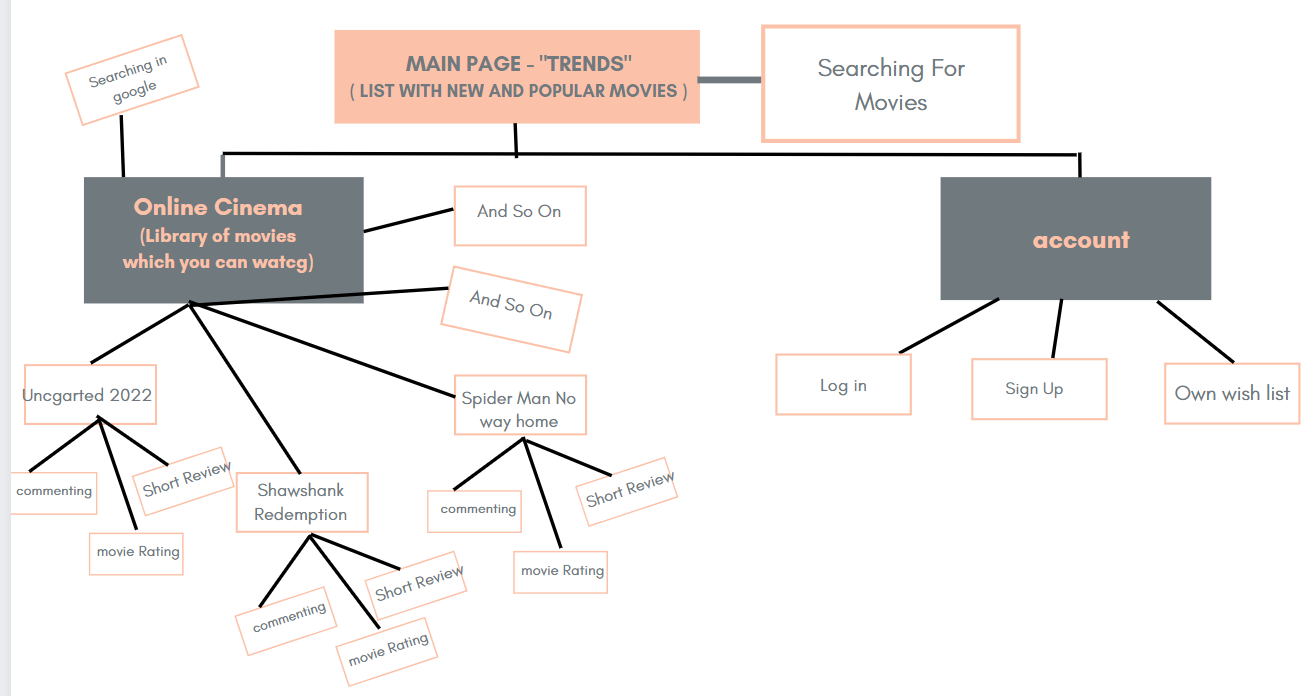 Searching in
google
MAIN PAGE - "TRENDS"
( LIST WITH NEW AND POPULAR MOVIES )
Searching For
Movies
Online Cinema
(Library of movies
which you can watcg)
And So On
And So On
account
Uncgarted 2022
commenting
Short Review
movie Rating
Shawshank
Redemption
commenting
Short Review
movie Rating
Spider Man No
way home
commenting
Short Review
movie Rating
Log in
Sign Up
Own wish list